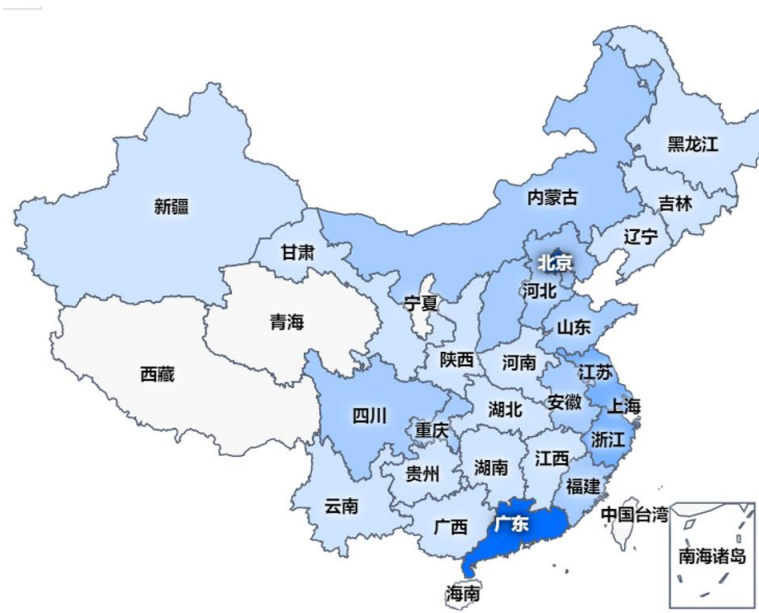 黑龙江
内蒙古
吉林
新疆
辽宁
甘肃
北京
河北
宁夏
青海
山东
陕西
河南
西藏
江苏
安徽
上海
湖北
四川
重庆
浙江
江西
湖南
贵州
福建
云南
中国台湾
广东
广西
南海诸岛
海南